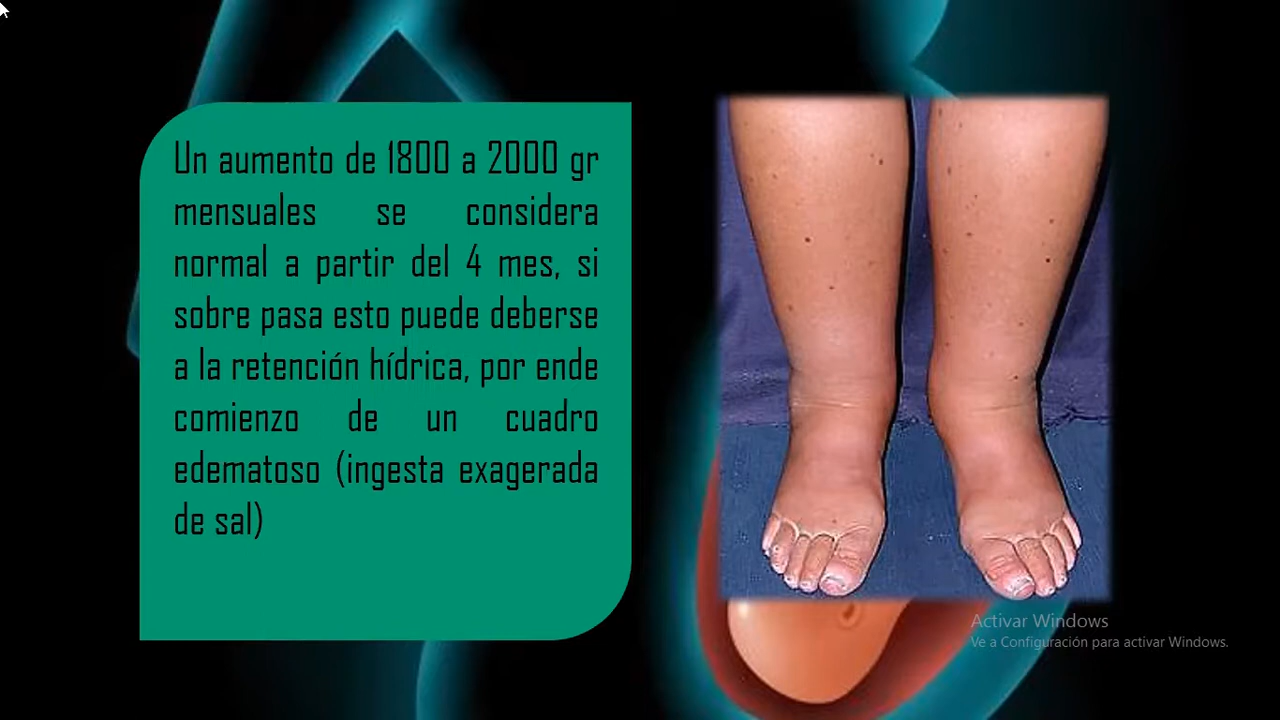 Un aumento de 1800 a 2000 gr
mensuales se considera
normal a partir del 4 mes, si
sobre pasa esto puede deberse
a la retención hídrica, por ende
comienzo de un cuadro
edematoso (ingesta exagerada
de sal)
Activar Windows
Ve a Configuración para activar Windows.